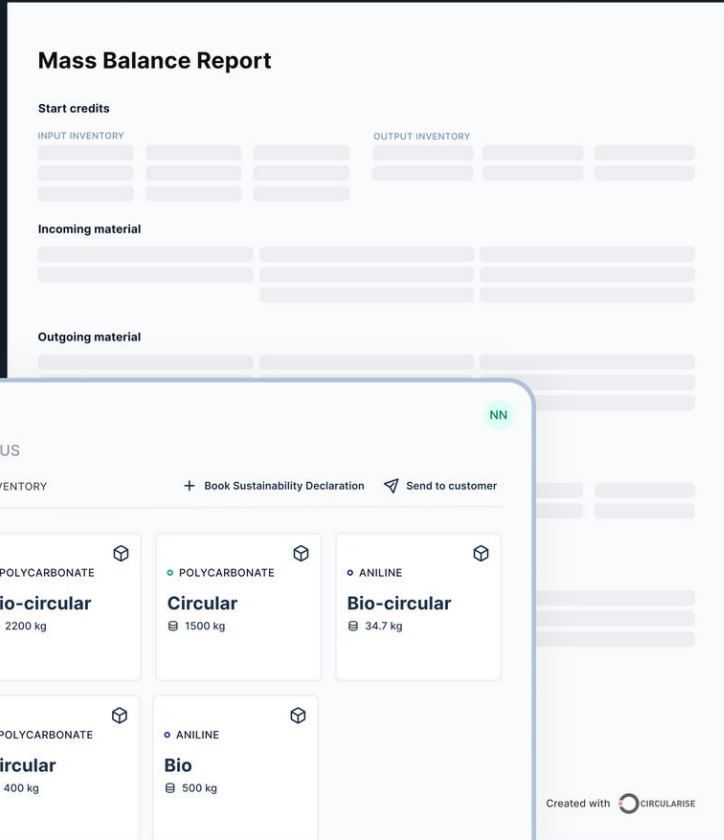 Mass Balance Report
Start credits
INPUT INVENTORY OUTPUT INVENTORY
Incoming material
Outgoing material
NN
US
VENTORY + Book Sustainability Declaration Send to customer
POLYCARBONATE
io-circular
2200 kg
POLYCARBONATE
Circular
1500 kg
ANILINE
Bio-circular
34.7 kg
POLYCARBONATE
ircular
400 kg
ANILINE
Bio
500 kg
Created with CIRCULARISE